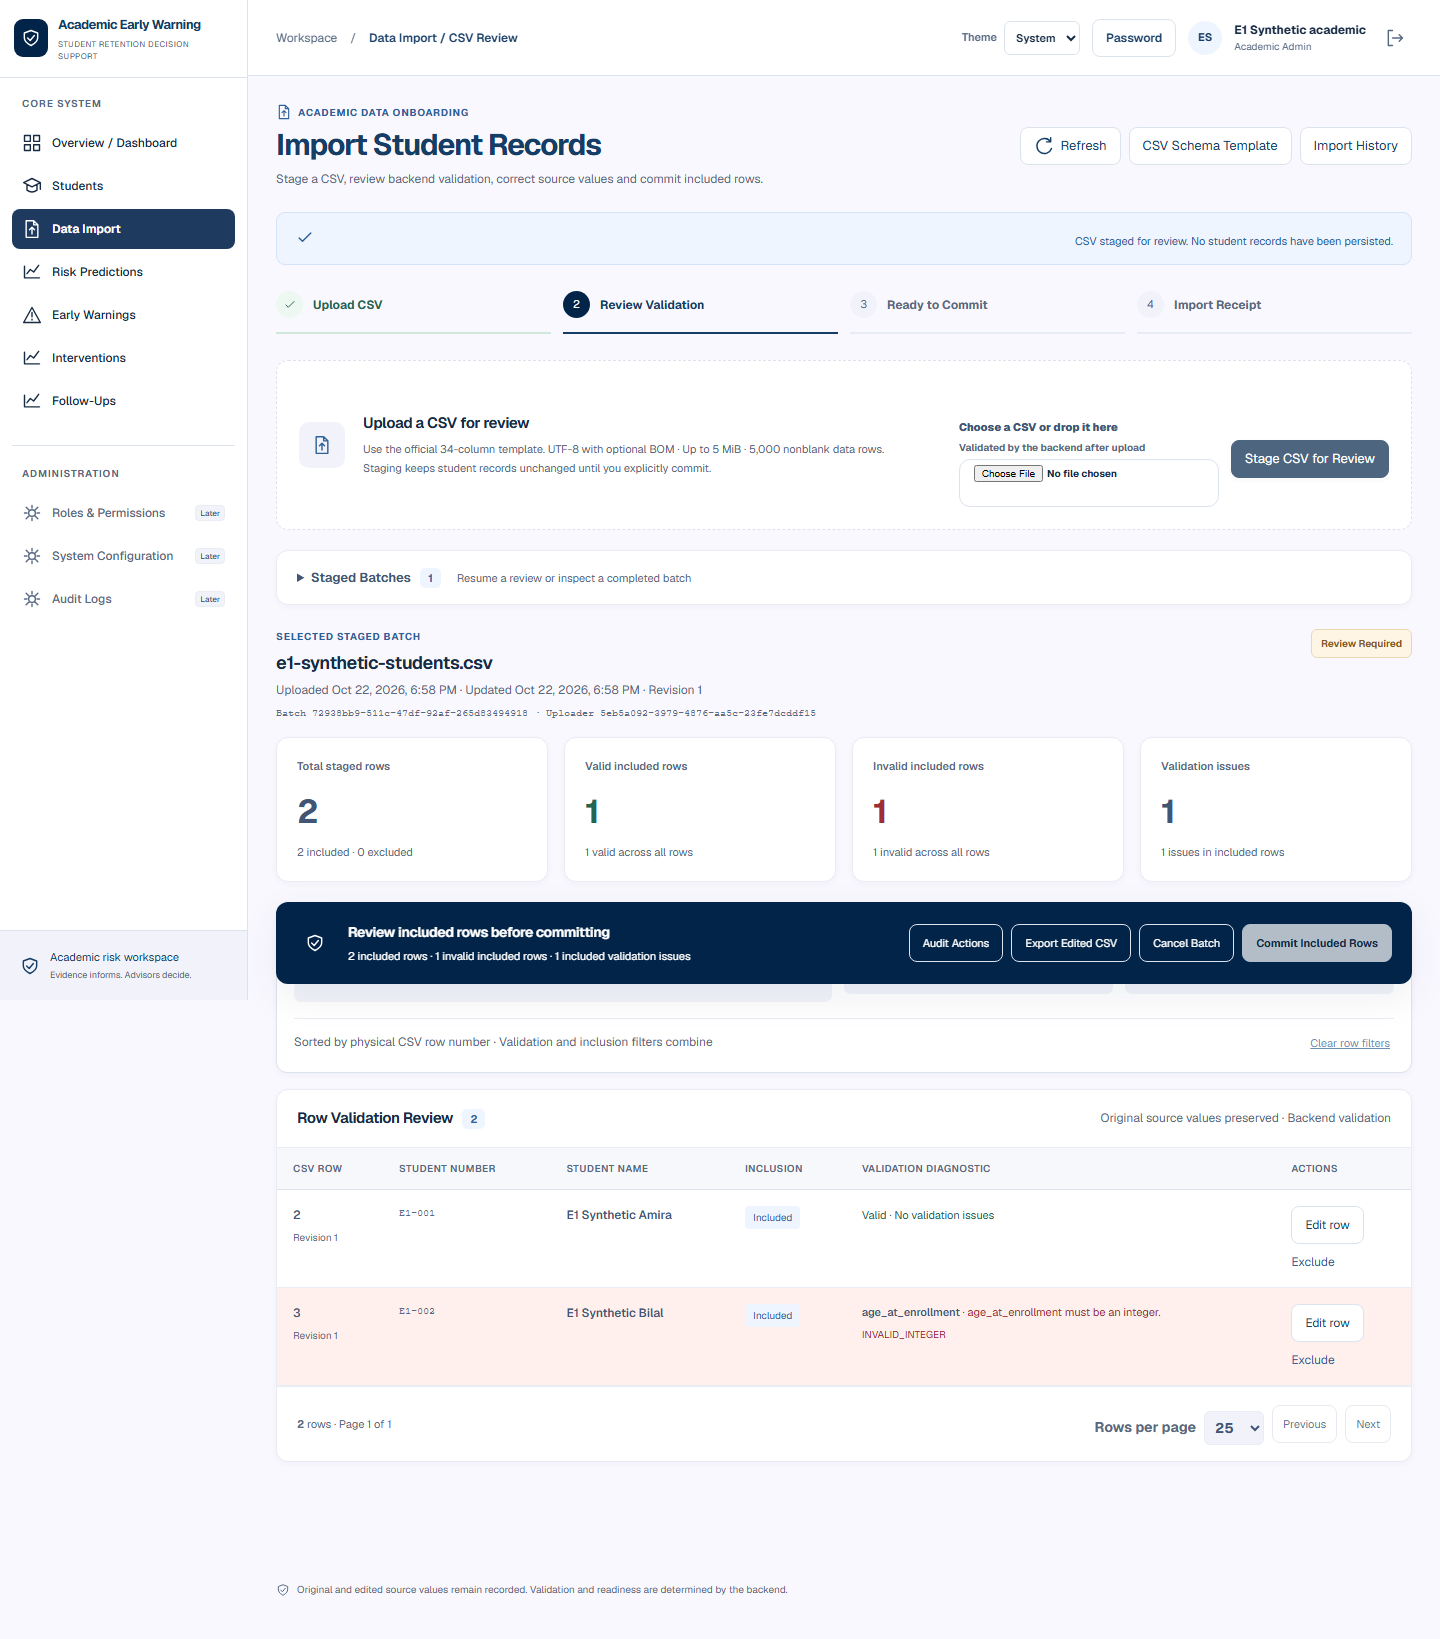 Academic Early Warning
STUDENT RETENTION DECISION
SUPPORT
Workspace / Data Import / CSV Review
Theme System Password ES E1 Synthetic academic
Academic Admin
CORE SYSTEM
Overview / Dashboard
Students
Data Import
Risk Predictions
Early Warnings
Interventions
Follow-Ups
ADMINISTRATION
Roles & Permissions Later
System Configuration Later
Audit Logs Later
Academic risk workspace
Evidence informs. Advisors decide.
ACADEMIC DATA ONBOARDING
Import Student Records
Refresh CSV Schema Template Import History
Stage a CSV, review backend validation, correct source values and commit included rows.
CSV staged for review. No student records have been persisted.
Upload CSV 2 Review Validation 3 Ready to Commit 4 Import Receipt
Upload a CSV for review
Use the official 34-column template. UTF-8 with optional BOM · Up to 5 MiB · 5,000 nonblank data rows.
Staging keeps student records unchanged until you explicitly commit.
Choose a CSV or drop it here
Validated by the backend after upload
Choose File No file chosen
Stage CSV for Review
Staged Batches 1 Resume a review or inspect a completed batch
SELECTED STAGED BATCH
Review Required
e1-synthetic-students.csv
Uploaded Oct 22, 2026, 6:58 PM · Updated Oct 22, 2026, 6:58 PM · Revision 1
Batch 72938bb9-511c-47df-92af-265d83494918 · Uploader 5eb5a092-3979-4876-aa5c-23fe7dcddf15
Total staged rows
2
2 included · 0 excluded
Valid included rows
1
1 valid across all rows
Invalid included rows
1
1 invalid across all rows
Validation issues
1
1 issues in included rows
Review included rows before committing
2 included rows · 1 invalid included rows · 1 included validation issues
Audit Actions Export Edited CSV Cancel Batch Commit Included Rows
Sorted by physical CSV row number · Validation and inclusion filters combine
Clear row filters
Row Validation Review 2 Original source values preserved · Backend validation
CSV ROW STUDENT NUMBER STUDENT NAME INCLUSION VALIDATION DIAGNOSTIC ACTIONS
2 E1-001 E1 Synthetic Amira Included Valid · No validation issues Edit row
Revision 1
Exclude
3 E1-002 E1 Synthetic Bilal Included age_at_enrollment · age_at_enrollment must be an integer. Edit row
Revision 1 INVALID_INTEGER
Exclude
2 rows · Page 1 of 1 Rows per page 25 Previous Next
Original and edited source values remain recorded. Validation and readiness are determined by the backend.